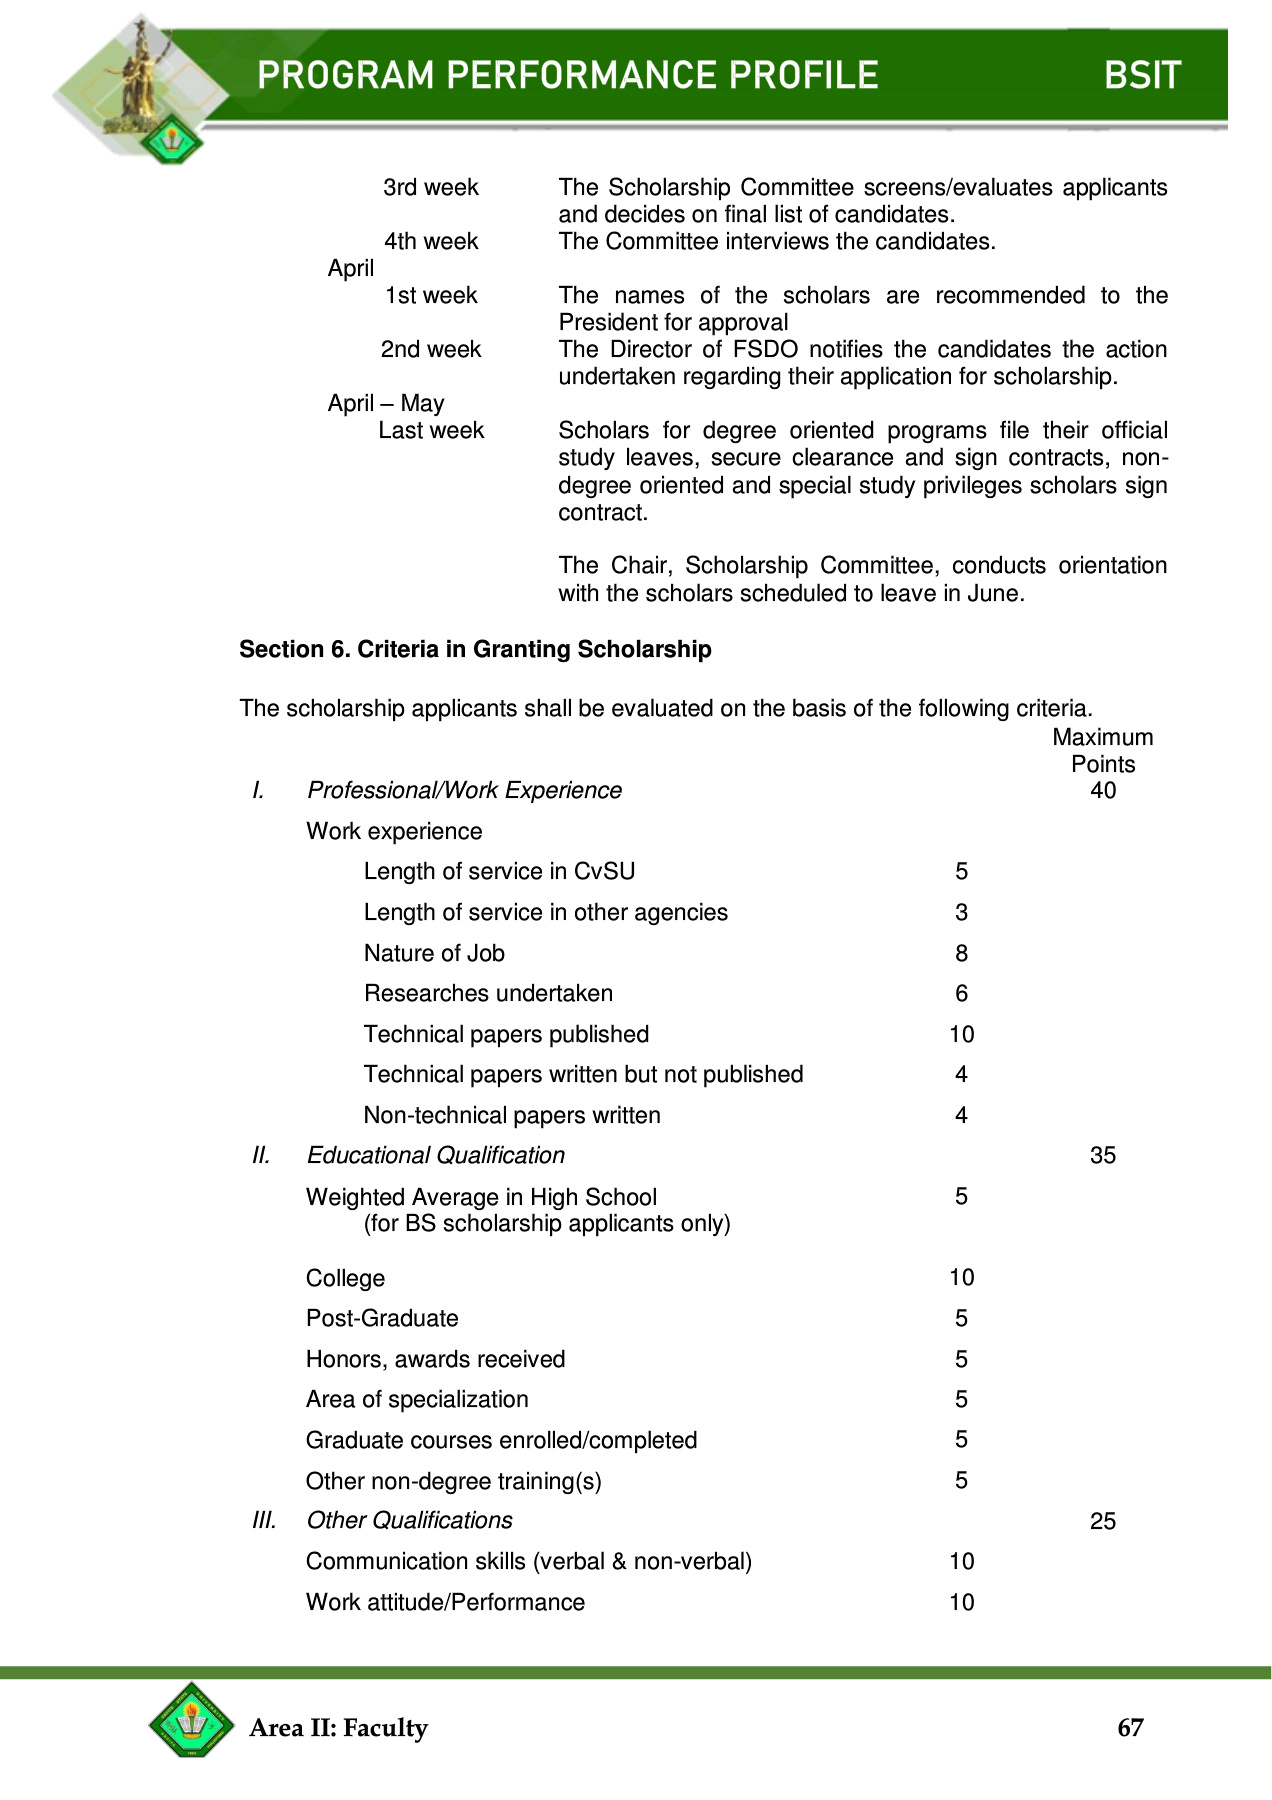 PROGRAM PERFORMANCE PROFILE BSIT
3rd week The Scholarship Committee screens/evaluates applicants
and decides on final list of candidates.
4th week The Committee interviews the candidates.
April
1st week The names of the scholars are recommended to the
President for approval
2nd week The Director of FSDO notifies the candidates the action
undertaken regarding their application for scholarship.
April – May
Last week Scholars for degree oriented programs file their official
study leaves, secure clearance and sign contracts, non-
degree oriented and special study privileges scholars sign
contract.
The Chair, Scholarship Committee, conducts orientation
with the scholars scheduled to leave in June.
Section 6. Criteria in Granting Scholarship
The scholarship applicants shall be evaluated on the basis of the following criteria.
Maximum
Points
I. Professional/Work Experience 40
Work experience
Length of service in CvSU 5
Length of service in other agencies 3
Nature of Job 8
Researches undertaken 6
Technical papers published 10
Technical papers written but not published 4
Non-technical papers written 4
II. Educational Qualification 35
Weighted Average in High School 5
(for BS scholarship applicants only)
College 10
Post-Graduate 5
Honors, awards received 5
Area of specialization 5
Graduate courses enrolled/completed 5
Other non-degree training(s) 5
III. Other Qualifications 25
Communication skills (verbal & non-verbal) 10
Work attitude/Performance 10
Area II: Faculty 67